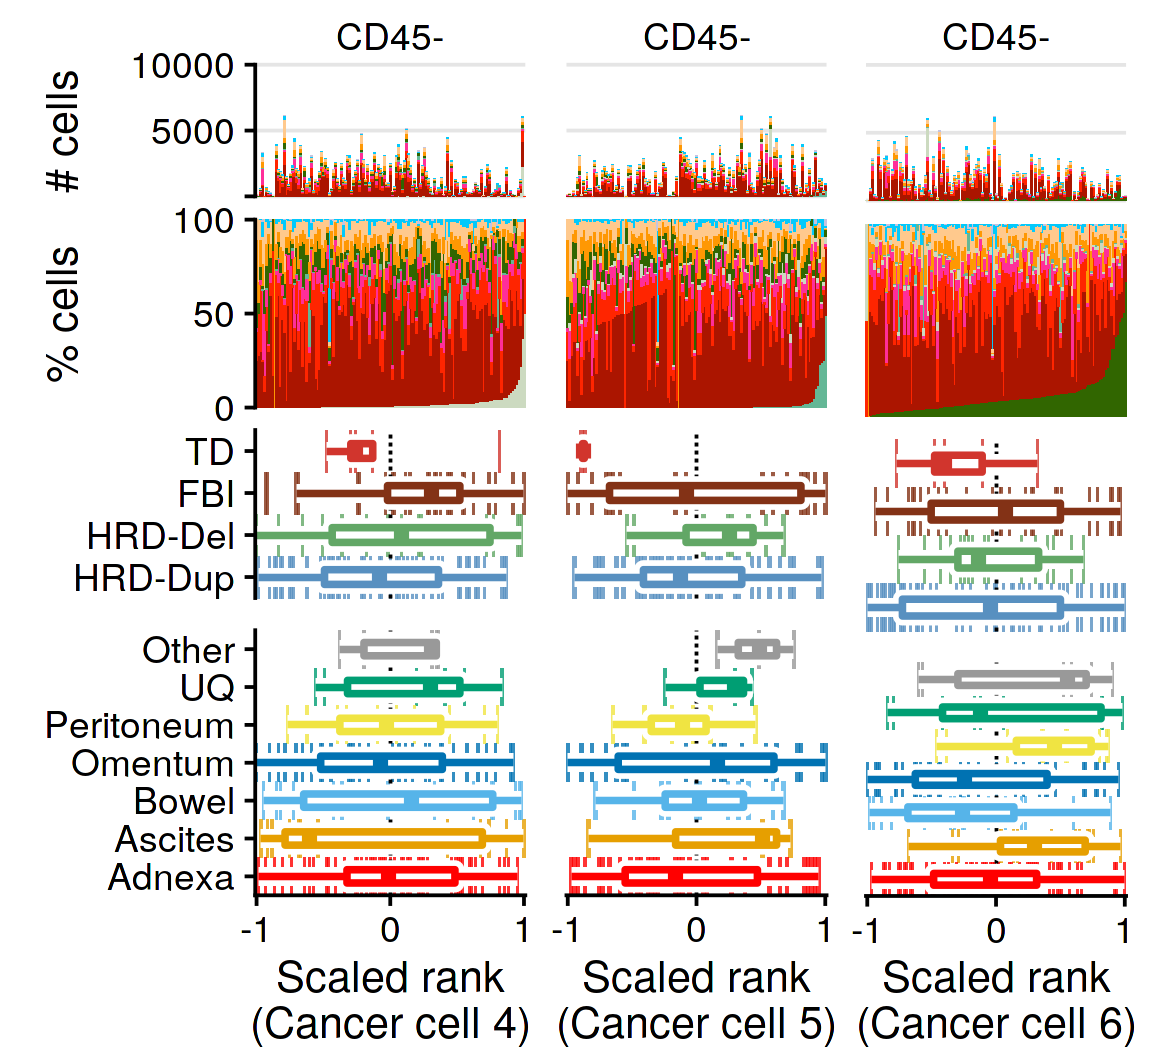 CD45- CD45- CD45-
10000
5000
# cells
100
50
0
% cells
TD
FBI
HRD-Del
HRD-Dup
Other
UQ
Peritoneum
Omentum
Bowel
Ascites
Adnexa
-1 0 1 -1 0 1 -1 0 1
Scaled rank Scaled rank Scaled rank
(Cancer cell 4) (Cancer cell 5) (Cancer cell 6)